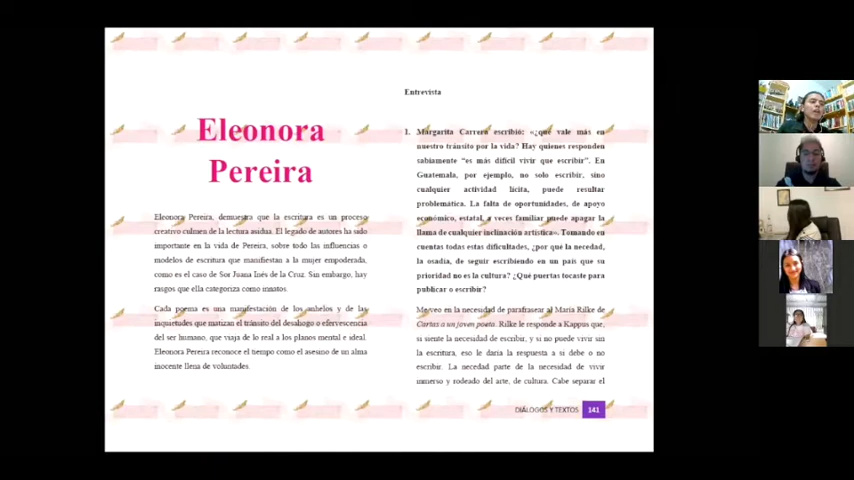 Eleonora
Pereira
Eleonora Pereira, demuestra que la escritura es un proceso
creativo culmen de la lectura asidua. El legado de autores ha sido
importante en la vida de Pereira, sobre todo las influencias o
modelos de escritura que manifiestan a la mujer empoderada,
como es el caso de Sor Juana Inés de la Cruz. Sin embargo, hay
rasgos que ella categoriza como innatos.
Cada poema es una manifestación de los anhelos y de las
inquietudes que matizan el tránsito del desahogo o efervescencia
del ser humano, que viaja de lo real a los planos mental e ideal.
Eleonora Pereira reconoce el tiempo como el asesino de un alma
inocente llena de voluntades.
Entrevista
1. Margarita Carrera escribió: «¿qué vale más en
nuestro tránsito por la vida? Hay quienes responden
sabiamente “es más difícil vivir que escribir”. En
Guatemala, por ejemplo, no solo escribir, sino
cualquier actividad lícita, puede resultar
problemática. La falta de oportunidades, de apoyo
económico, estatal, a veces familiar puede apagar la
llama de cualquier inclinación artística». Tomando en
cuentas todas estas dificultades, ¿por qué la necedad,
la osadía, de seguir escribiendo en un país que su
prioridad no es la cultura? ¿Qué puertas tocaste para
publicar o escribir?
Me veo en la necesidad de parafrasear al Maria Rilke de
Cartas a un joven poeta. Rilke le responde a Kappus que,
si siente la necesidad de escribir, y si no puede vivir sin
la escritura, eso le daría la respuesta a si debe o no
escribir. La necedad parte de la necesidad de vivir
inmerso y rodeado del arte, de cultura. Cabe separar el
DIÁLOGOS Y TEXTOS 141